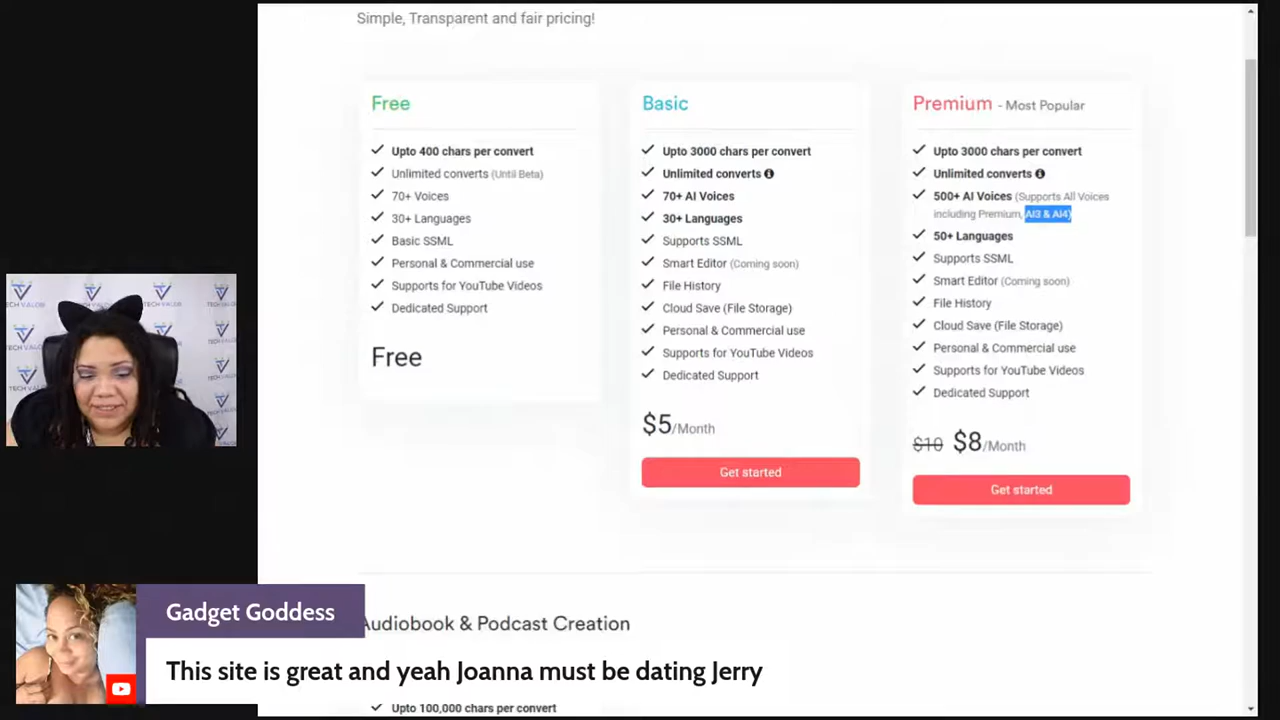 Simple, Transparent and fair pricing!
Free
Upto 400 chars per convert
Unlimited converts (Until Beta)
70+ Voices
30+ Languages
Basic SSML
Personal & Commercial use
Supports for YouTube Videos
Dedicated Support
Free
Basic
Upto 3000 chars per convert
Unlimited converts
70+ AI Voices
30+ Languages
Supports SSML
Smart Editor (Coming soon)
File History
Cloud Save (File Storage)
Personal & Commercial use
Supports for YouTube Videos
Dedicated Support
$5/Month
Get started
Premium - Most Popular
Upto 3000 chars per convert
Unlimited converts
500+ AI Voices (Supports All Voices
including Premium, AI3 & AI4)
50+ Languages
Supports SSML
Smart Editor (Coming soon)
File History
Cloud Save (File Storage)
Personal & Commercial use
Supports for YouTube Videos
Dedicated Support
$10 $8/Month
Get started
TECH VALOR
Audiobook & Podcast Creation
Upto 100,000 chars per convert
Gadget Goddess
This site is great and yeah Joanna must be dating Jerry